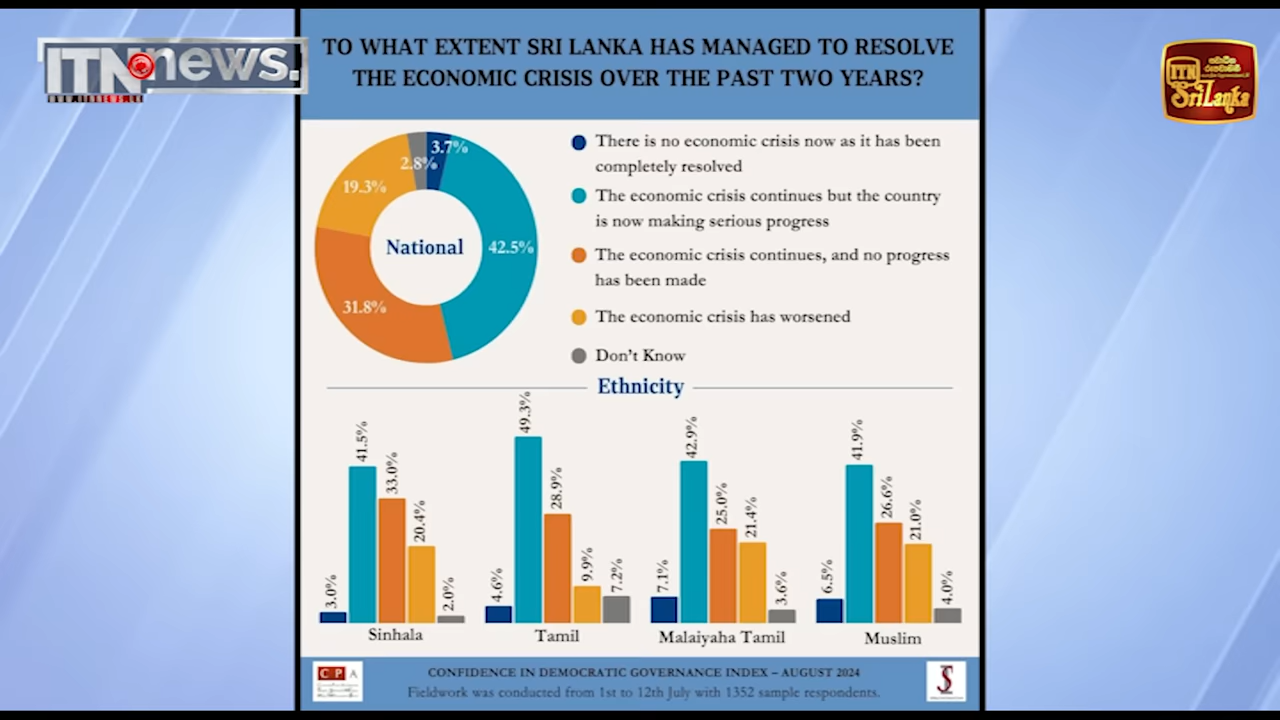 ITN news.
WWW.ITNNEWS.LK
ITN
Sri Lanka
TO WHAT EXTENT SRI LANKA HAS MANAGED TO RESOLVE
THE ECONOMIC CRISIS OVER THE PAST TWO YEARS?
3.7%
2.8%
19.3%
National
42.5%
31.8%
There is no economic crisis now as it has been
completely resolved
The economic crisis continues but the country
is now making serious progress
The economic crisis continues, and no progress
has been made
The economic crisis has worsened
Don't Know
Ethnicity
3.0%
41.5%
33.0%
20.4%
2.0%
Sinhala
4.6%
49.3%
28.9%
9.9%
7.2%
Tamil
7.1%
42.9%
25.0%
21.4%
3.6%
Malaiyaha Tamil
6.5%
41.9%
26.6%
21.0%
4.0%
Muslim
CPA
CONFIDENCE IN DEMOCRATIC GOVERNANCE INDEX – AUGUST 2024
Fieldwork was conducted from 1st to 12th July with 1352 sample respondents.